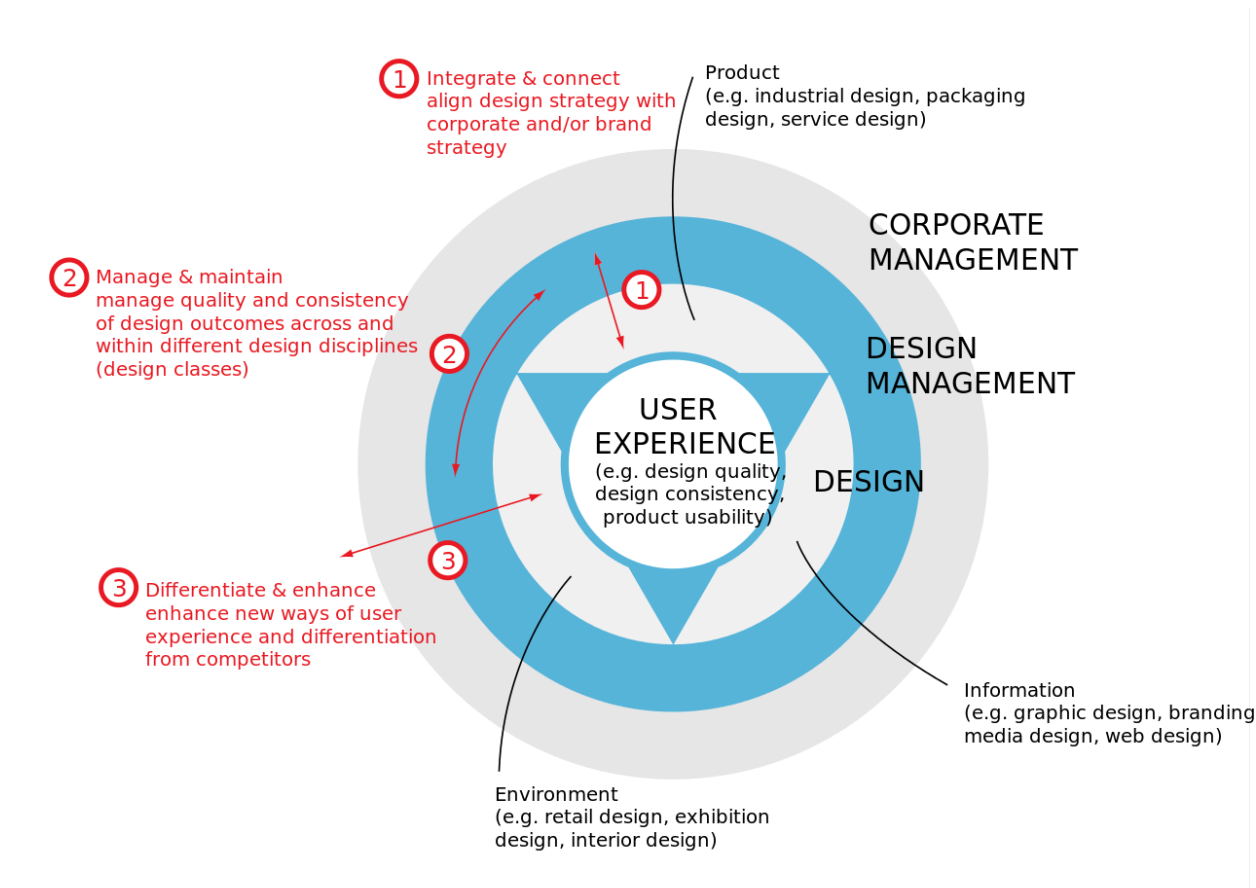 1 Integrate & connect
align design strategy with
corporate and/or brand
strategy
Product
(e.g. industrial design, packaging
design, service design)
CORPORATE
MANAGEMENT
2 Manage & maintain
manage quality and consistency
of design outcomes across and
within different design disciplines
(design classes)
1
2
DESIGN
MANAGEMENT
USER
EXPERIENCE
(e.g. design quality,
design consistency,
product usability)
DESIGN
3
3 Differentiate & enhance
enhance new ways of user
experience and differentiation
from competitors
Information
(e.g. graphic design, branding
media design, web design)
Environment
(e.g. retail design, exhibition
design, interior design)